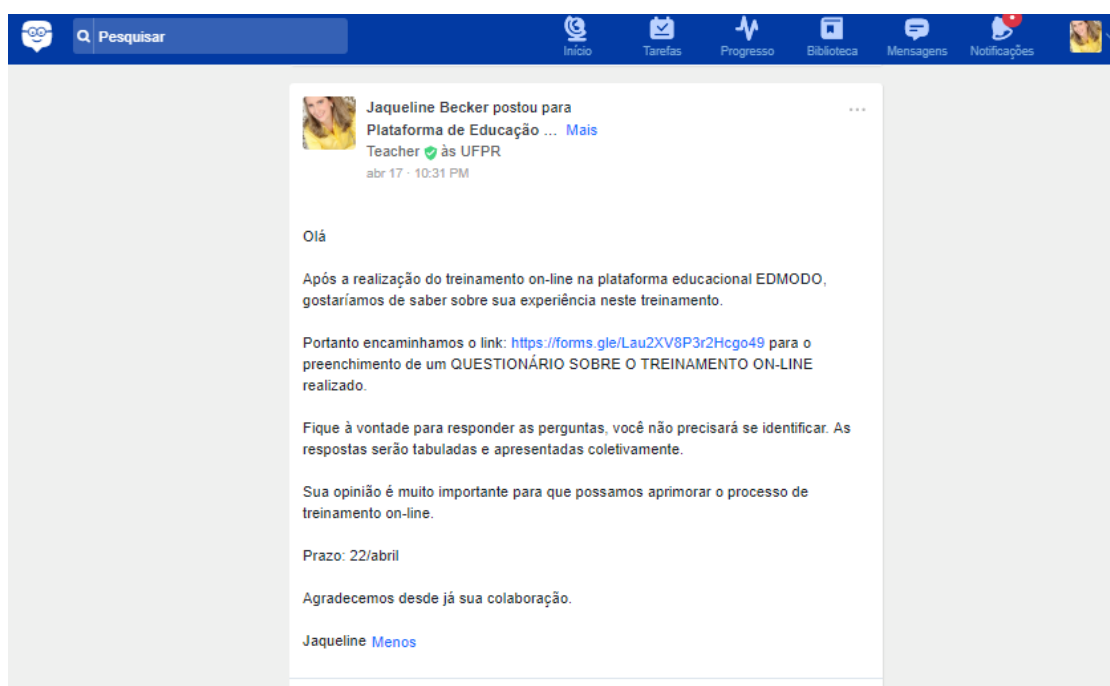 Pesquisar
Início
Tarefas
Progresso
Biblioteca
Mensagens
Notificações
Jaqueline Becker postou para
Plataforma de Educação ... Mais
Teacher às UFPR
abr 17 · 10:31 PM
...
Olá
Após a realização do treinamento on-line na plataforma educacional EDMODO,
gostaríamos de saber sobre sua experiência neste treinamento.
Portanto encaminhamos o link: https://forms.gle/Lau2XV8P3r2Hcgo49 para o
preenchimento de um QUESTIONÁRIO SOBRE O TREINAMENTO ON-LINE
realizado.
Fique à vontade para responder as perguntas, você não precisará se identificar. As
respostas serão tabuladas e apresentadas coletivamente.
Sua opinião é muito importante para que possamos aprimorar o processo de
treinamento on-line.
Prazo: 22/abril
Agradecemos desde já sua colaboração.
Jaqueline Menos